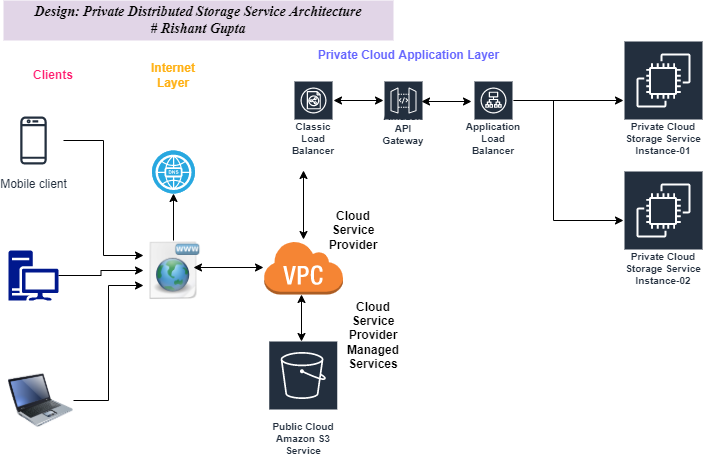 Design: Private Distributed Storage Service Architecture
# Rishant Gupta
Clients
Internet
Layer
Private Cloud Application Layer
Mobile client
DNS
WWW
Classic
Load
Balancer
API
Gateway
Application
Load
Balancer
Private Cloud
Storage Service
Instance-01
Private Cloud
Storage Service
Instance-02
Cloud
Service
Provider
VPC
Cloud
Service
Provider
Managed
Services
Public Cloud
Amazon S3
Service